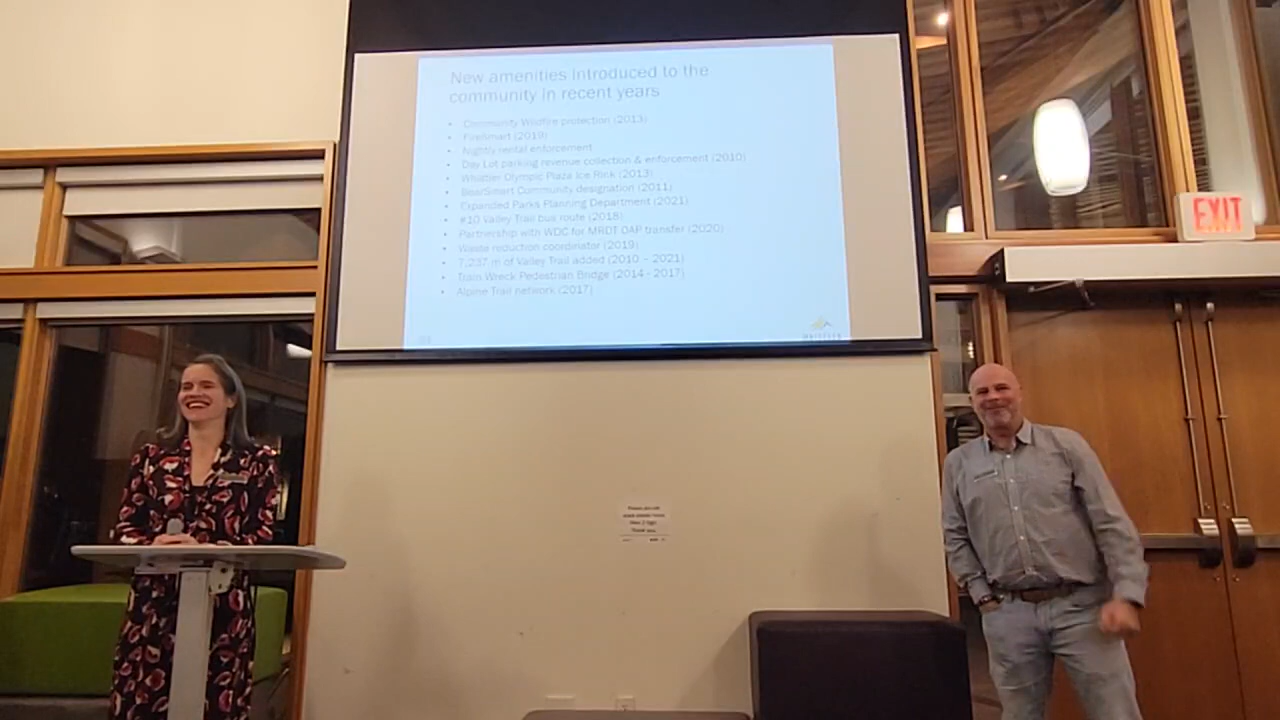 New amenities introduced to the
community in recent years
• Community Wildfire protection (2013)
• FireSmart (2019)
• Nightly rental enforcement
• Day Lot parking revenue collection & enforcement (2010)
• Whistler Olympic Plaza Ice Rink (2013)
• BearSmart Community designation (2011)
• Expanded Parks Planning Department (2021)
• #10 Valley Trail bus route (2018)
• Partnership with WDC for MRDT OAP transfer (2020)
• Waste reduction coordinator (2019)
• 7,237 m of Valley Trail added (2010 – 2021)
• Train Wreck Pedestrian Bridge (2014 - 2017)
• Alpine Trail network (2017)
WHISTLER
EXIT